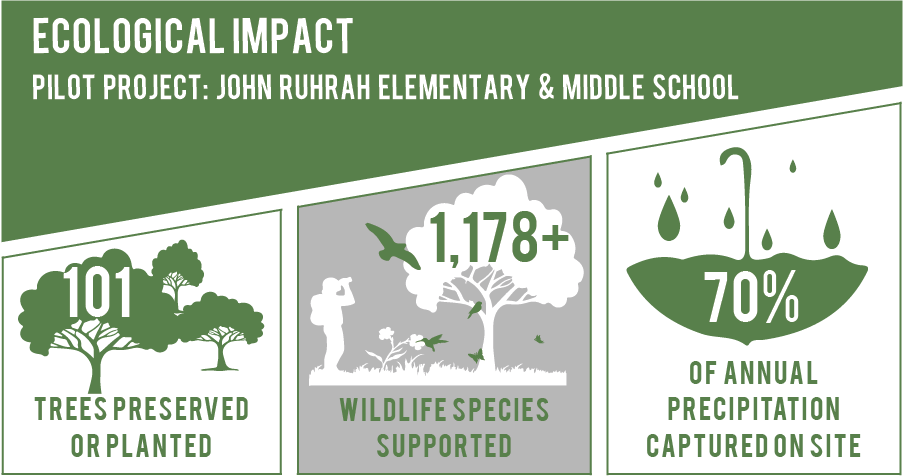 ECOLOGICAL IMPACT
PILOT PROJECT: JOHN RUHRAH ELEMENTARY & MIDDLE SCHOOL
101
TREES PRESERVED
OR PLANTED
1,178+
WILDLIFE SPECIES
SUPPORTED
70%
OF ANNUAL
PRECIPITATION
CAPTURED ON SITE